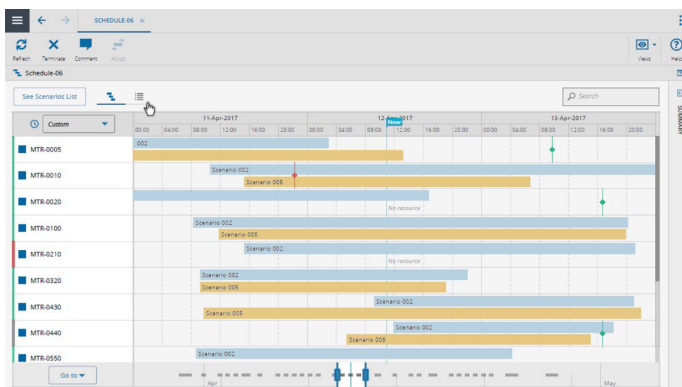 SCHEDULE-06 ×
Refresh Terminate Comment Adjust Views Help
Schedule-06
See Scenarios List Search
SUMMARY
Custom
11-Apr-2017 12-Apr-2017 13-Apr-2017
Now
00:00 04:00 08:00 12:00 16:00 20:00 00:00 04:00 08:00 12:00 16:00 20:00 00:00 04:00 08:00 12:00 16:00 20:00
002
MTR-0005
MTR-0010 Scenario 002
Scenario 005
MTR-0020
No resource
MTR-0100 Scenario 002
Scenario 005
MTR-0210 Scenario 002
No resource
MTR-0320 Scenario 002
Scenario 005
MTR-0430 Scenario 002
Scenario 005
MTR-0440 Scenario 002
Scenario 005
MTR-0550 Scenario 002
Go to
Apr May